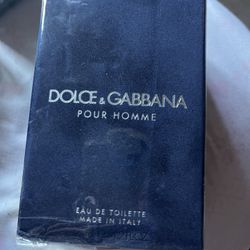 DOLCE & GABBANA
POUR HOMME
EAU DE TOILETTE
MADE IN ITALY